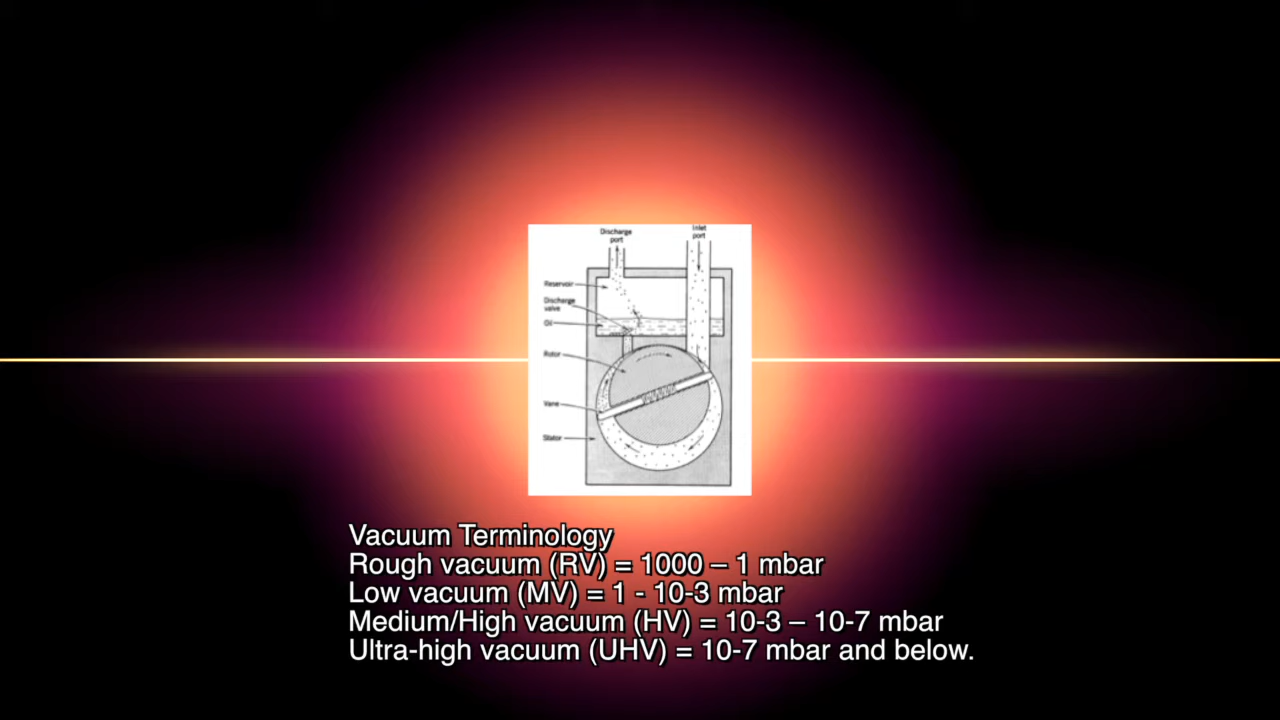 Discharge
port
Inlet
port
Reservoir
Discharge
valve
Oil
Rotor
Vane
Stator
Vacuum Terminology
Rough vacuum (RV) = 1000 – 1 mbar
Low vacuum (MV) = 1 - 10-3 mbar
Medium/High vacuum (HV) = 10-3 – 10-7 mbar
Ultra-high vacuum (UHV) = 10-7 mbar and below.